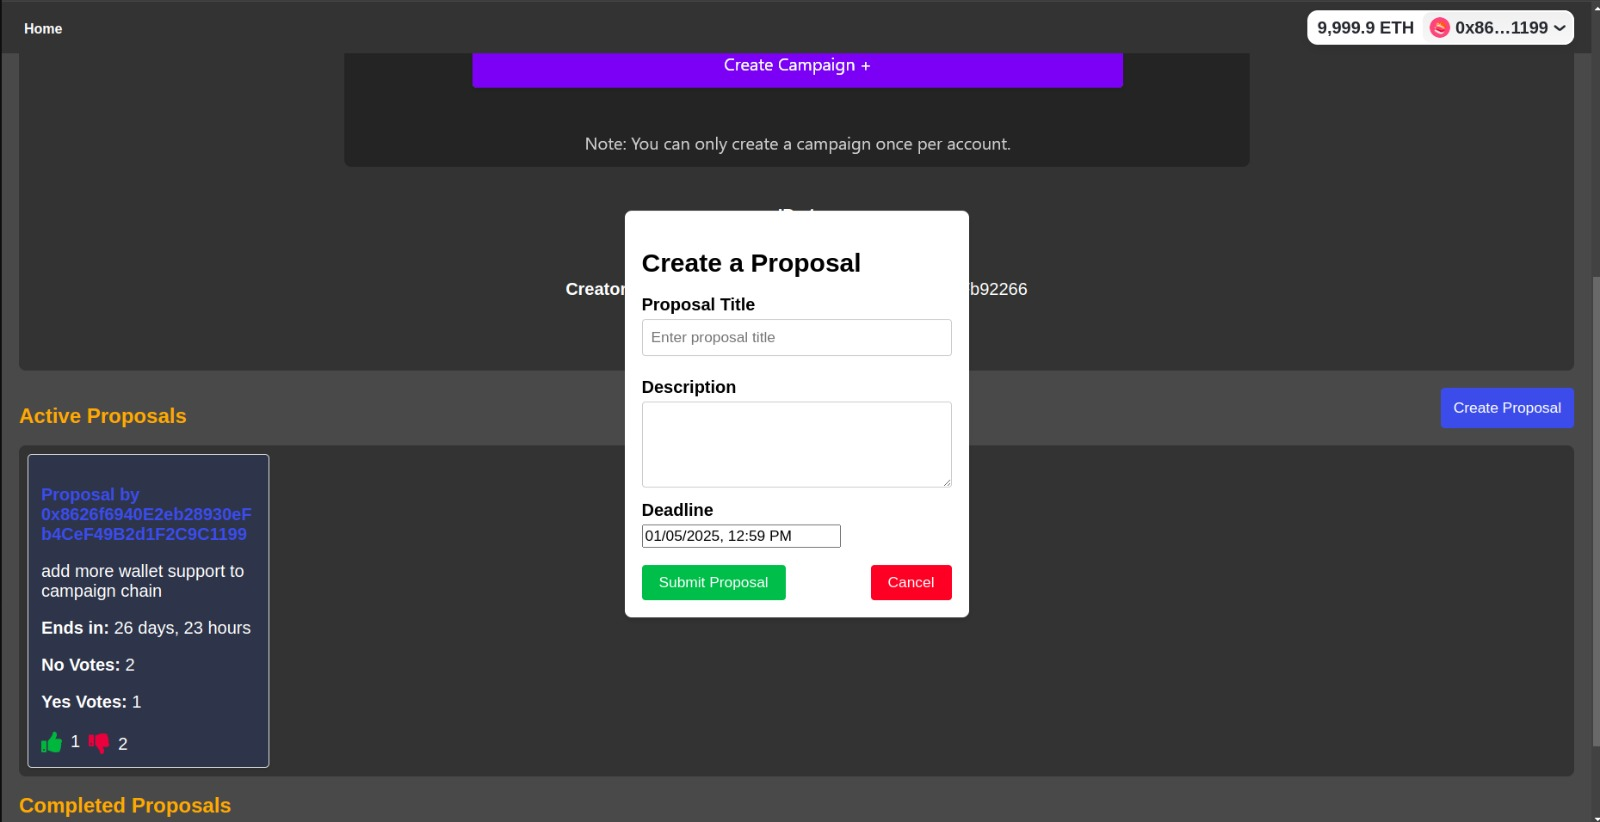 Home
9,999.9 ETH
0x86...1199
Create Campaign +
Note: You can only create a campaign once per account.
Create a Proposal
Creator
b92266
Proposal Title
Enter proposal title
Description
Active Proposals
Create Proposal
Proposal by
0x8626f6940E2eb28930eF
b4CeF49B2d1F2C9C1199
Deadline
01/05/2025, 12:59 PM
add more wallet support to
campaign chain
Submit Proposal
Cancel
Ends in: 26 days, 23 hours
No Votes: 2
Yes Votes: 1
1
2
Completed Proposals